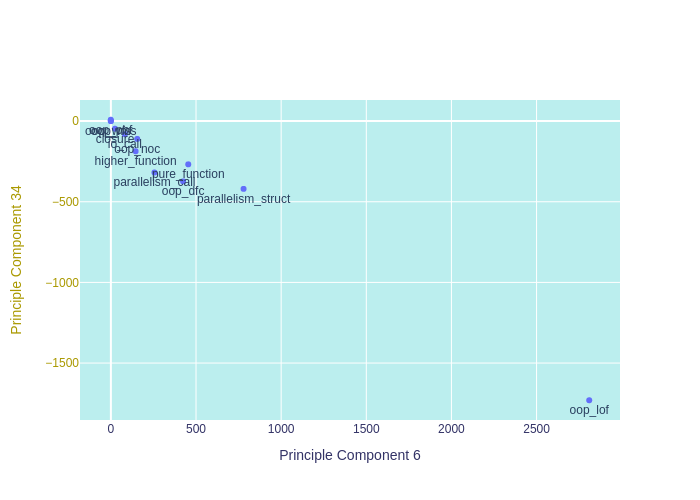 0
−500
−1000
−1500
0
500
1000
1500
2000
2500
Principle Component 6
Principle Component 34
closure
oop_noc
higher_function
pure_function
parallelism_call
oop_dfc
parallelism_struct
oop_lof